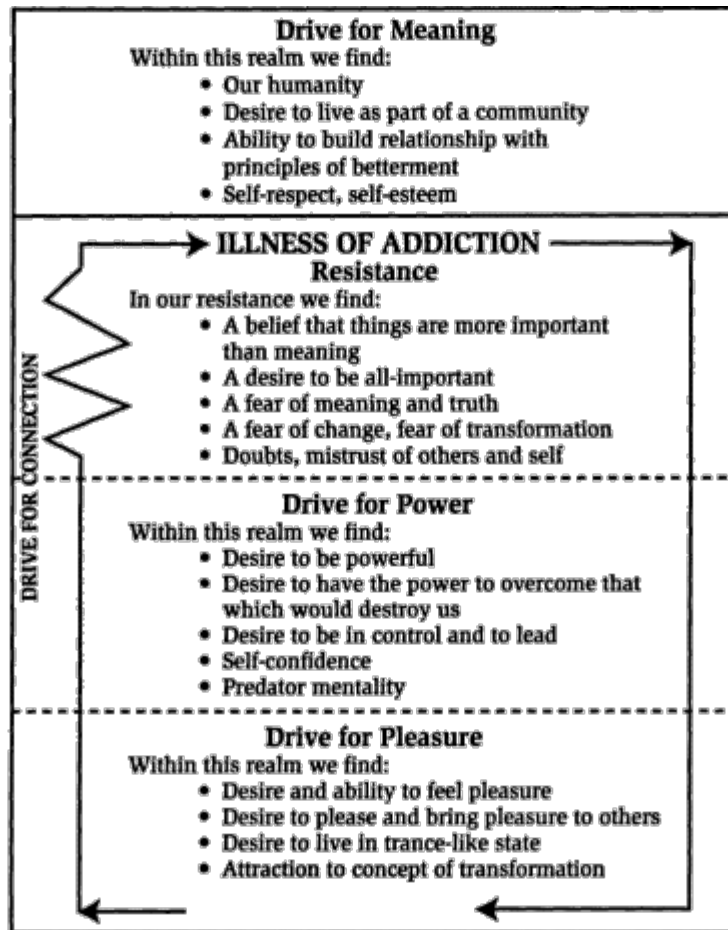 Drive for Meaning
Within this realm we find:
• Our humanity
• Desire to live as part of a community
• Ability to build relationship with
principles of betterment
• Self-respect, self-esteem
ILLNESS OF ADDICTION
Resistance
In our resistance we find:
• A belief that things are more important
than meaning
• A desire to be all-important
• A fear of meaning and truth
• A fear of change, fear of transformation
• Doubts, mistrust of others and self
DRIVE FOR CONNECTION
Drive for Power
Within this realm we find:
• Desire to be powerful
• Desire to have the power to overcome that
which would destroy us
• Desire to be in control and to lead
• Self-confidence
• Predator mentality
Drive for Pleasure
Within this realm we find:
• Desire and ability to feel pleasure
• Desire to please and bring pleasure to others
• Desire to live in trance-like state
• Attraction to concept of transformation